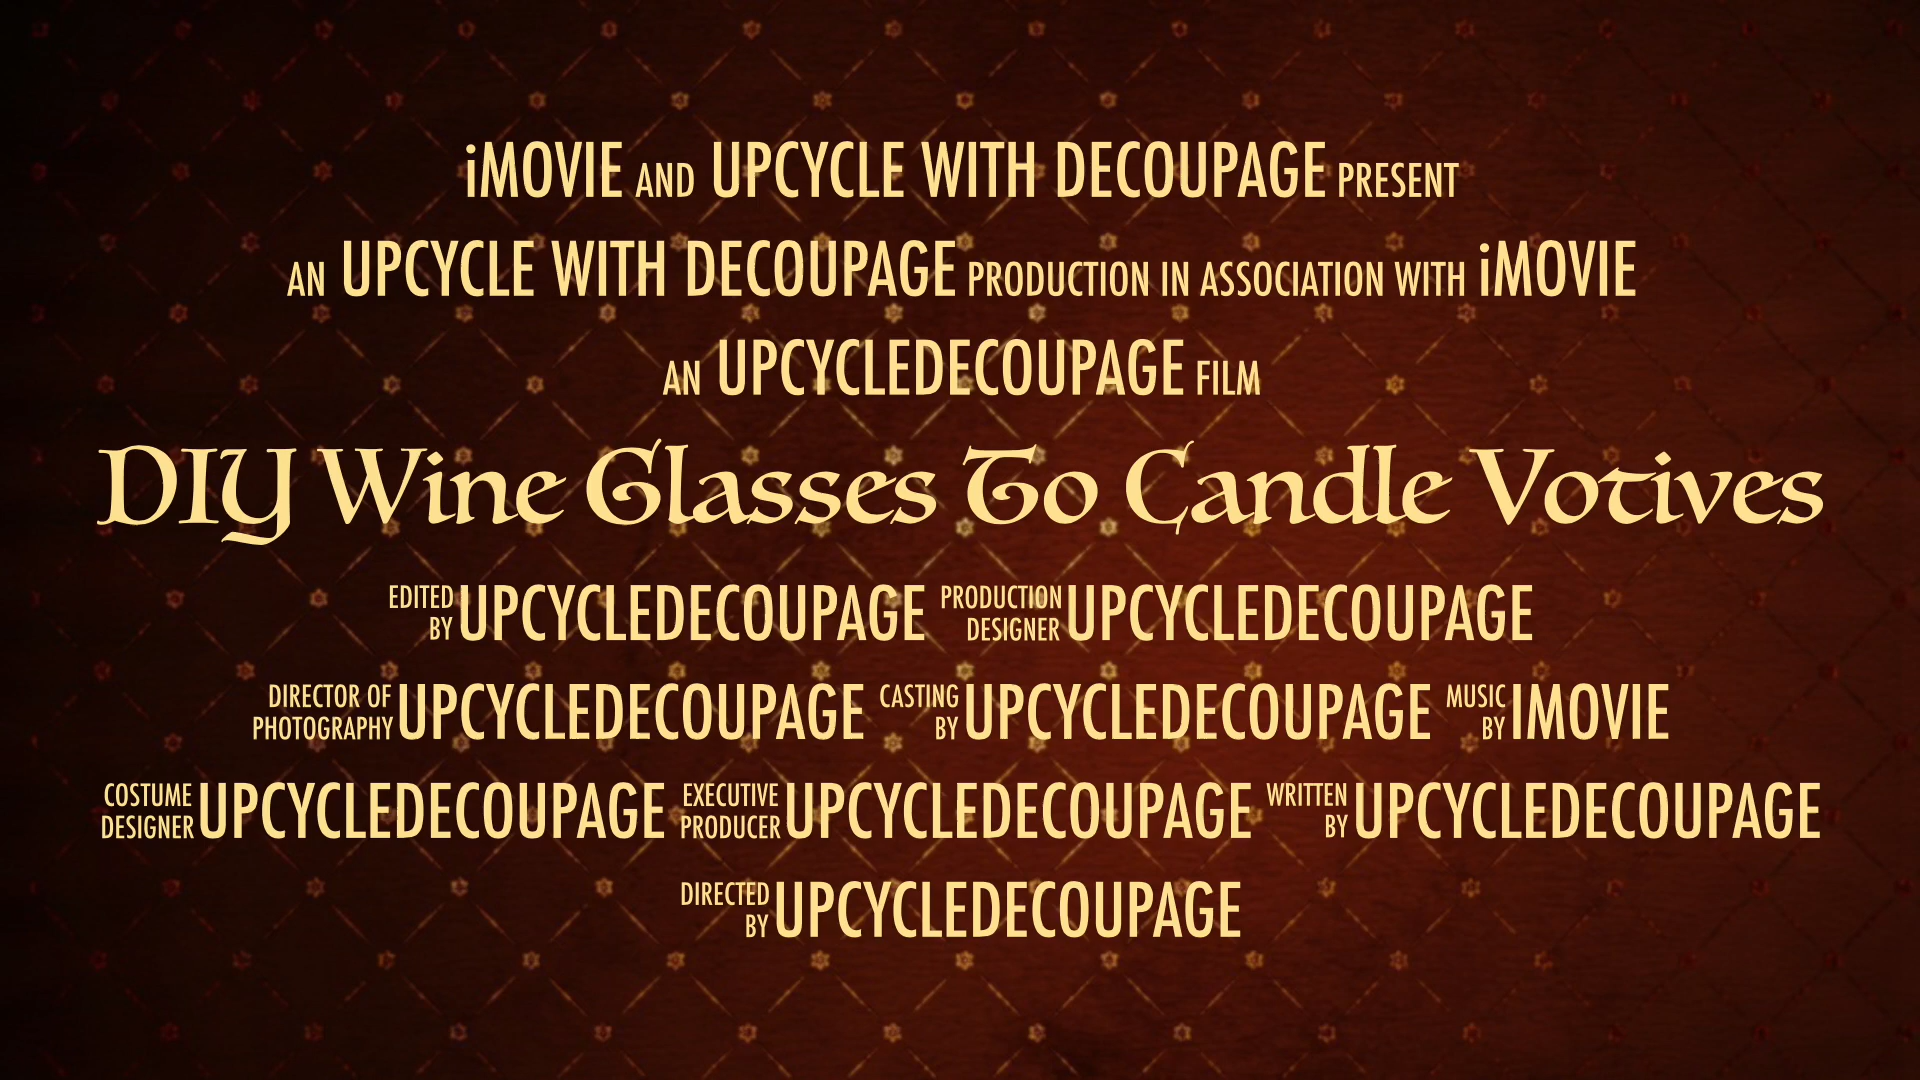 iMOVIE AND UPCYCLE WITH DECOUPAGE PRESENT
AN UPCYCLE WITH DECOUPAGE PRODUCTION IN ASSOCIATION WITH iMOVIE
AN UPCYCLEDECOUPAGE FILM
DIY Wine Glasses To Candle Votives
EDITED BY UPCYCLEDECOUPAGE PRODUCTION DESIGNER UPCYCLEDECOUPAGE
DIRECTOR OF PHOTOGRAPHY UPCYCLEDECOUPAGE CASTING BY UPCYCLEDECOUPAGE MUSIC BY IMOVIE
COSTUME DESIGNER UPCYCLEDECOUPAGE EXECUTIVE PRODUCER UPCYCLEDECOUPAGE WRITTEN BY UPCYCLEDECOUPAGE
DIRECTED BY UPCYCLEDECOUPAGE